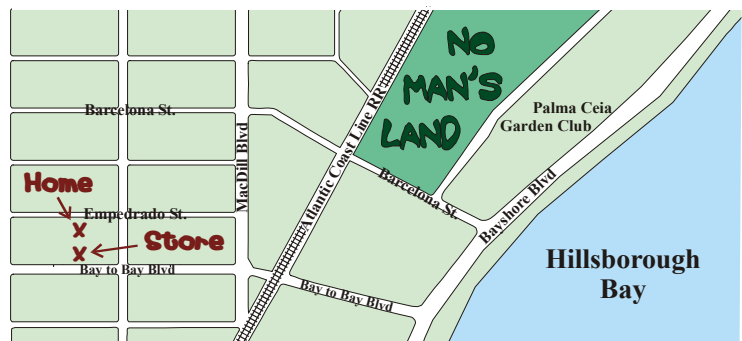 NO
MAN'S
LAND
Palma Ceia
Garden Club
Barcelona St.
MacDill Blvd
Atlantic Coast Line RR
Barcelona St.
Bayshore Blvd
Home
Empedrado St.
Store
Bay to Bay Blvd
Bay to Bay Blvd
Hillsborough
Bay
X
X